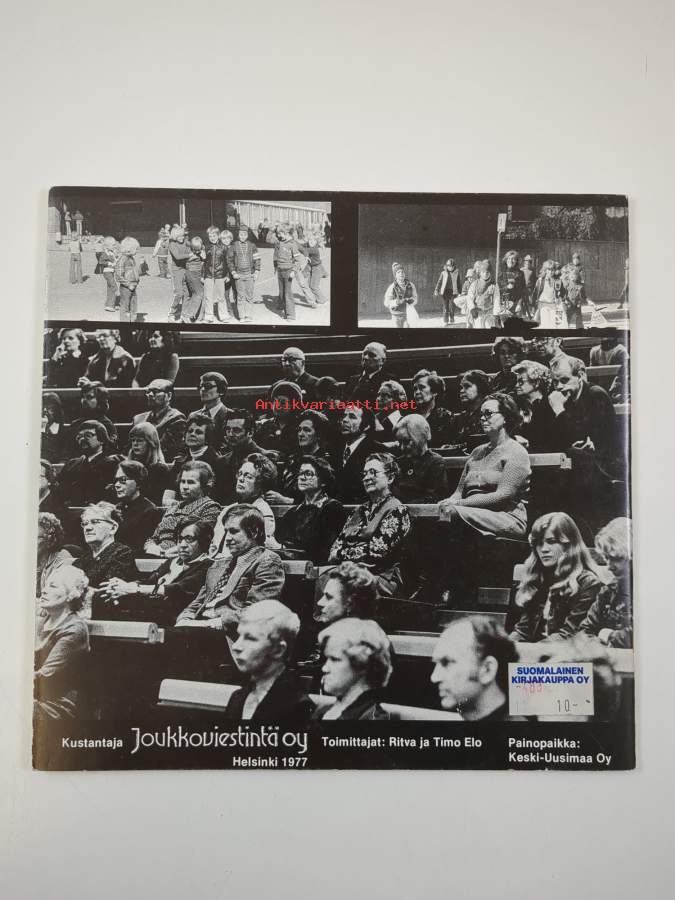 Antikvariaatti.net
SUOMALAINEN
KIRJAKAUPPA OY
10.-
Kustantaja Joukkoviestintä oy Toimittajat: Ritva ja Timo Elo Painopaikka:
Helsinki 1977 Keski-Uusimaa Oy